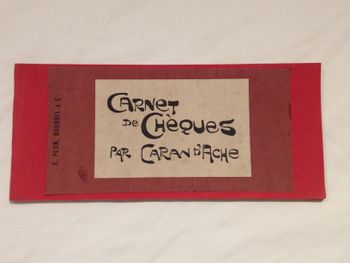 E. PLON, NOURRIT & Cⁱᵉ
CARNET
DE CHÈQUES
PAR CARAN D'ACHE